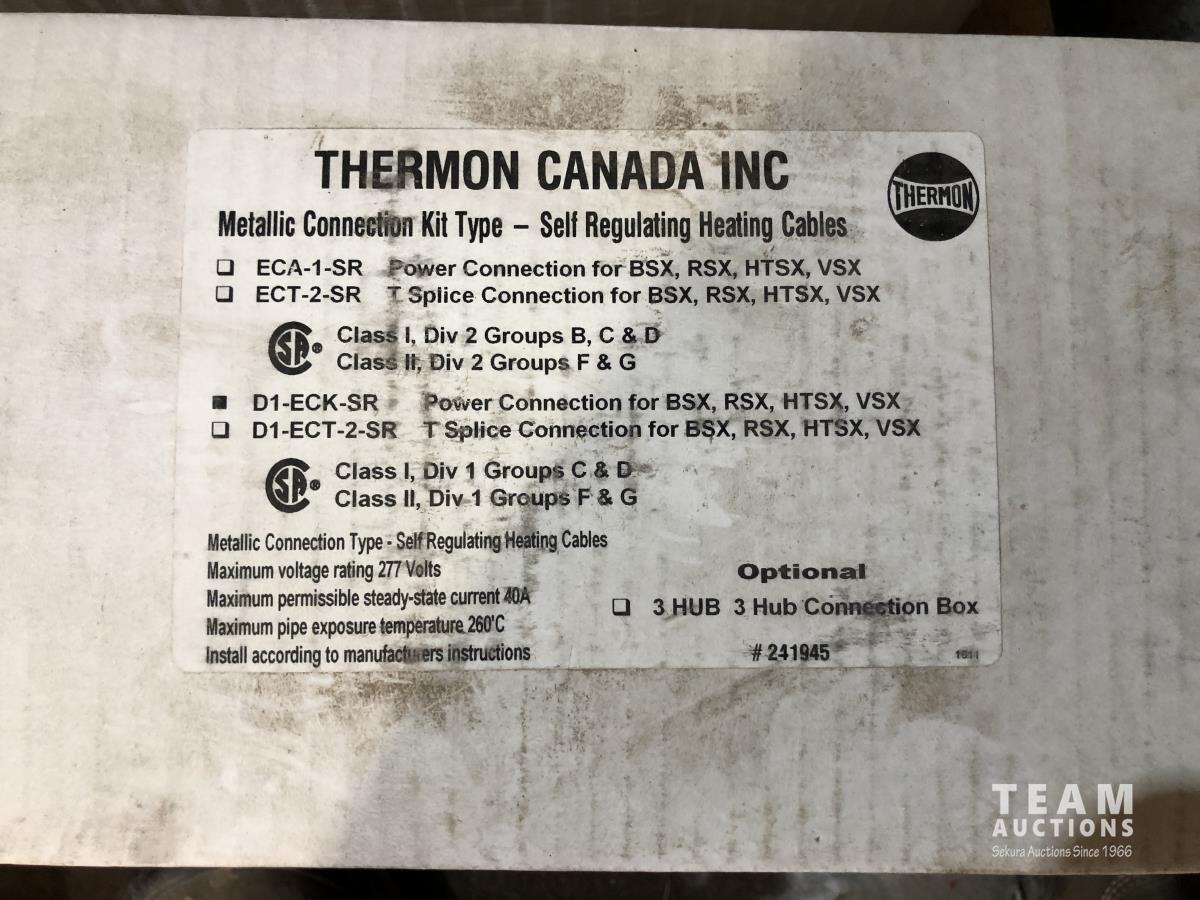 THERMON CANADA INC
THERMON
Metallic Connection Kit Type – Self Regulating Heating Cables
☐ ECA-1-SR Power Connection for BSX, RSX, HTSX, VSX
☐ ECT-2-SR T Splice Connection for BSX, RSX, HTSX, VSX
SA® Class I, Div 2 Groups B, C & D
Class II, Div 2 Groups F & G
■ D1-ECK-SR Power Connection for BSX, RSX, HTSX, VSX
☐ D1-ECT-2-SR T Splice Connection for BSX, RSX, HTSX, VSX
SA® Class I, Div 1 Groups C & D
Class II, Div 1 Groups F & G
Metallic Connection Type - Self Regulating Heating Cables
Maximum voltage rating 277 Volts
Maximum permissible steady-state current 40A
Maximum pipe exposure temperature 260'C
Install according to manufacturers instructions
Optional
☐ 3 HUB 3 Hub Connection Box
# 241945
TEAM
AUCTIONS
Sekura Auctions Since 1966